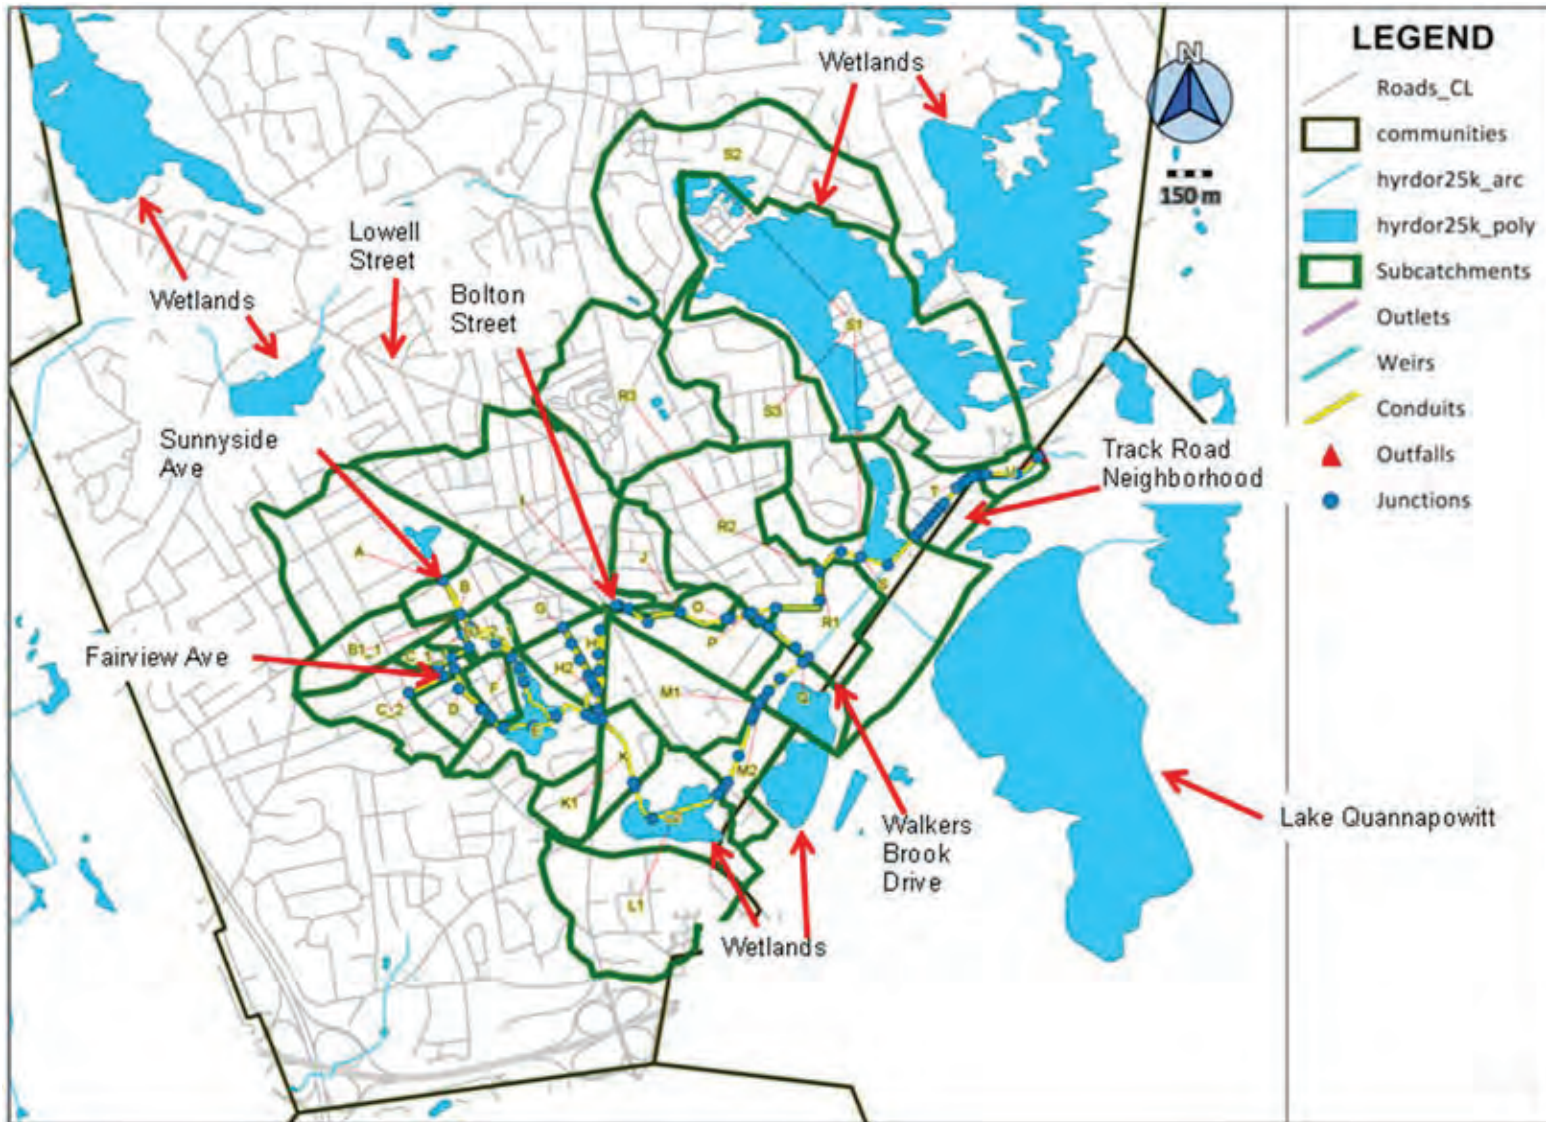 Wetlands
N
150 m
S2
Lowell
Street
Wetlands
Bolton
Street
S1
R3
S3
Sunnyside
Ave
Track Road
Neighborhood
U
T
I
R2
A
J
B
S
G
O
R1
P
H
B1_1
Fairview Ave
C_1
H2
F
M1
Q
C_2
D
E
K
M2
K1
Walkers
Brook
Drive
Lake Quannapowitt
L1
Wetlands
LEGEND
Roads_CL
communities
hyrdor25k_arc
hyrdor25k_poly
Subcatchments
Outlets
Weirs
Conduits
Outfalls
Junctions